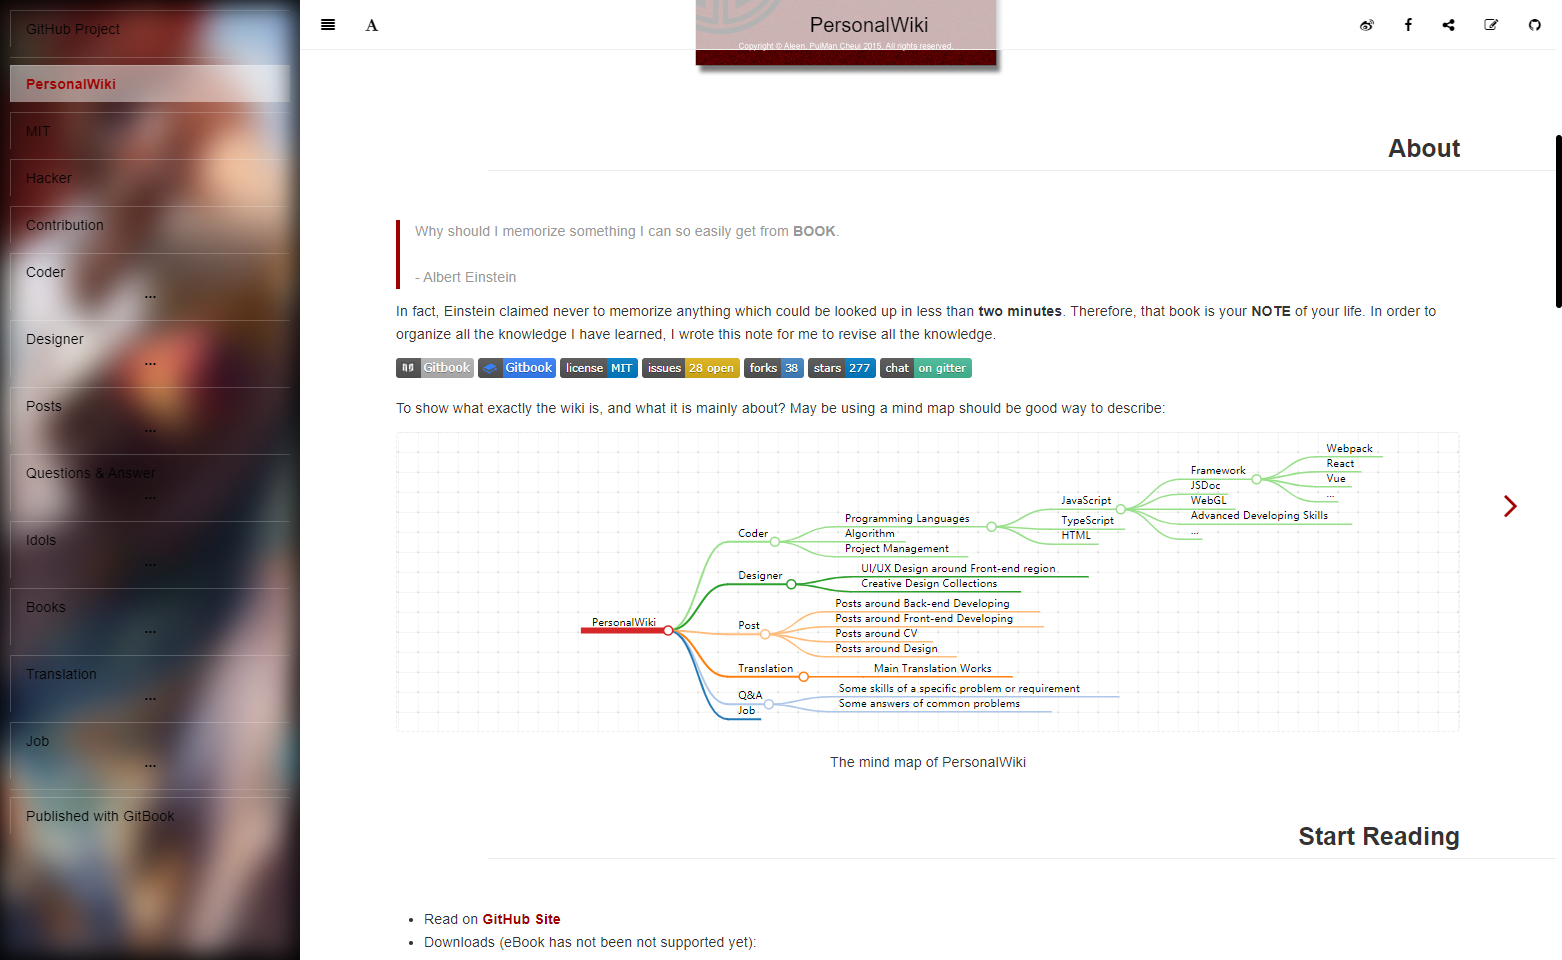 GitHub Project
PersonalWiki
MIT
Hacker
Contribution
Coder
...
Designer
...
Posts
...
Questions & Answer
...
Idols
...
Books
...
Translation
...
Job
...
Published with GitBook
A
PersonalWiki
Copyright © Aleen. PuiMan Cheui 2015. All rights reserved.
About
Why should I memorize something I can so easily get from BOOK.
- Albert Einstein
In fact, Einstein claimed never to memorize anything which could be looked up in less than two minutes. Therefore, that book is your NOTE of your life. In order to
organize all the knowledge I have learned, I wrote this note for me to revise all the knowledge.
Gitbook Gitbook license MIT issues 28 open forks 38 stars 277 chat on gitter
To show what exactly the wiki is, and what it is mainly about? May be using a mind map should be good way to describe:
PersonalWiki
Coder
Programming Languages
JavaScript
Framework
Webpack
React
Vue
...
JSDoc
WebGL
Advanced Developing Skills
...
TypeScript
HTML
Algorithm
Project Management
Designer
UI/UX Design around Front-end region
Creative Design Collections
Post
Posts around Back-end Developing
Posts around Front-end Developing
Posts around CV
Posts around Design
Translation
Main Translation Works
Q&A
Some skills of a specific problem or requirement
Some answers of common problems
Job
The mind map of PersonalWiki
Start Reading
• Read on GitHub Site
• Downloads (eBook has not been not supported yet):